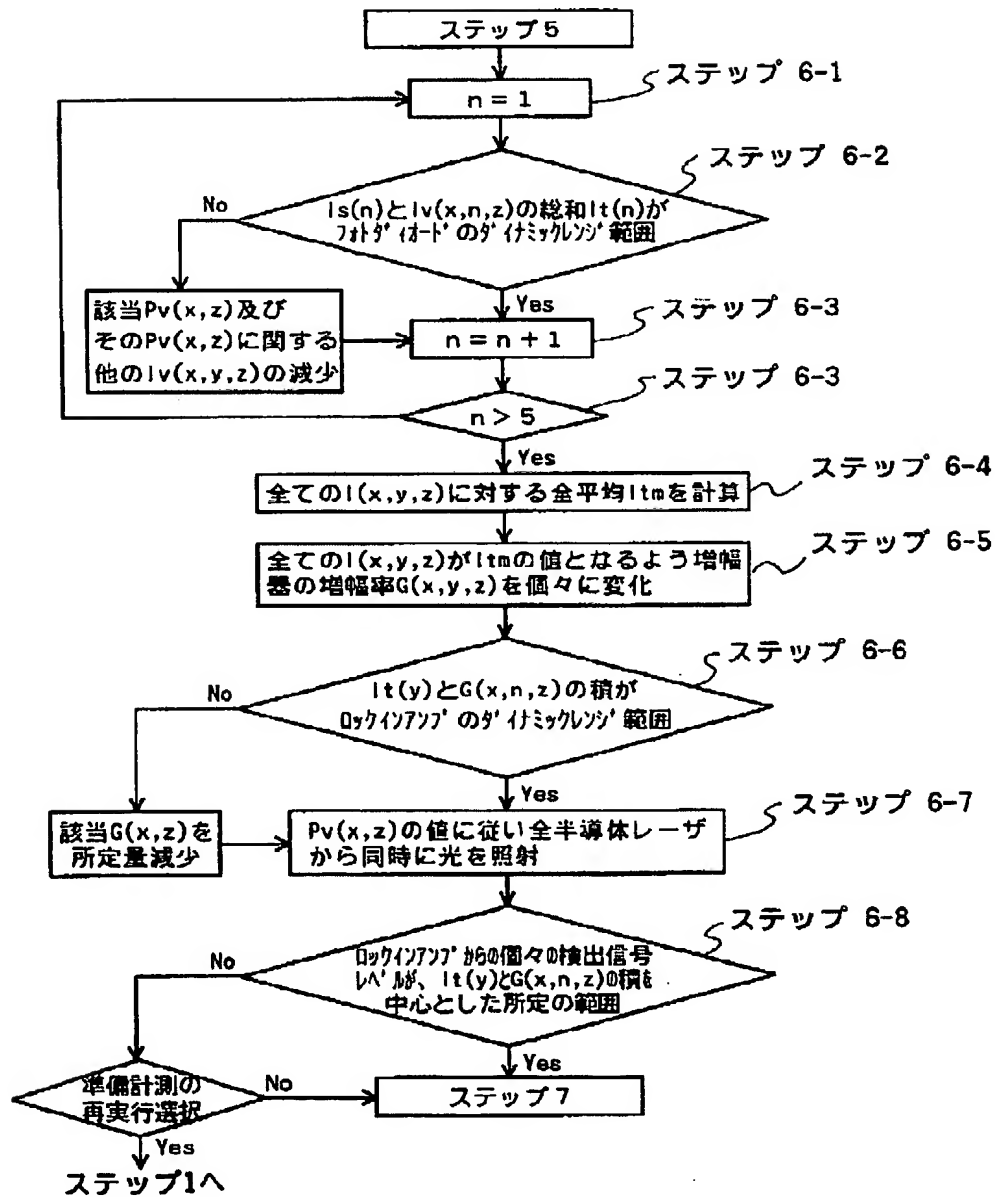 ステップ5
ステップ 6-1
n = 1
ステップ 6-2
No
Is(n)とIv(x,n,z)の総和It(n)が
フォトダイオードのダイナミックレンジ範囲
Yes
該当Pv(x,z)及び
そのPv(x,z)に関する
他のIv(x,y,z)の減少
ステップ 6-3
n = n + 1
ステップ 6-3
n > 5
Yes
ステップ 6-4
全てのI(x,y,z)に対する全平均Itmを計算
ステップ 6-5
全てのI(x,y,z)がItmの値となるよう増幅
器の増幅率G(x,y,z)を個々に変化
ステップ 6-6
No
It(y)とG(x,n,z)の積が
ロックインアンプのダイナミックレンジ範囲
Yes
ステップ 6-7
該当G(x,z)を
所定量減少
Pv(x,z)の値に従い全半導体レーザ
から同時に光を照射
ステップ 6-8
No
ロックインアンプからの個々の検出信号
レベルが、It(y)とG(x,n,z)の積を
中心とした所定の範囲
Yes
準備計測の
再実行選択
No
ステップ7
Yes
ステップ1へ